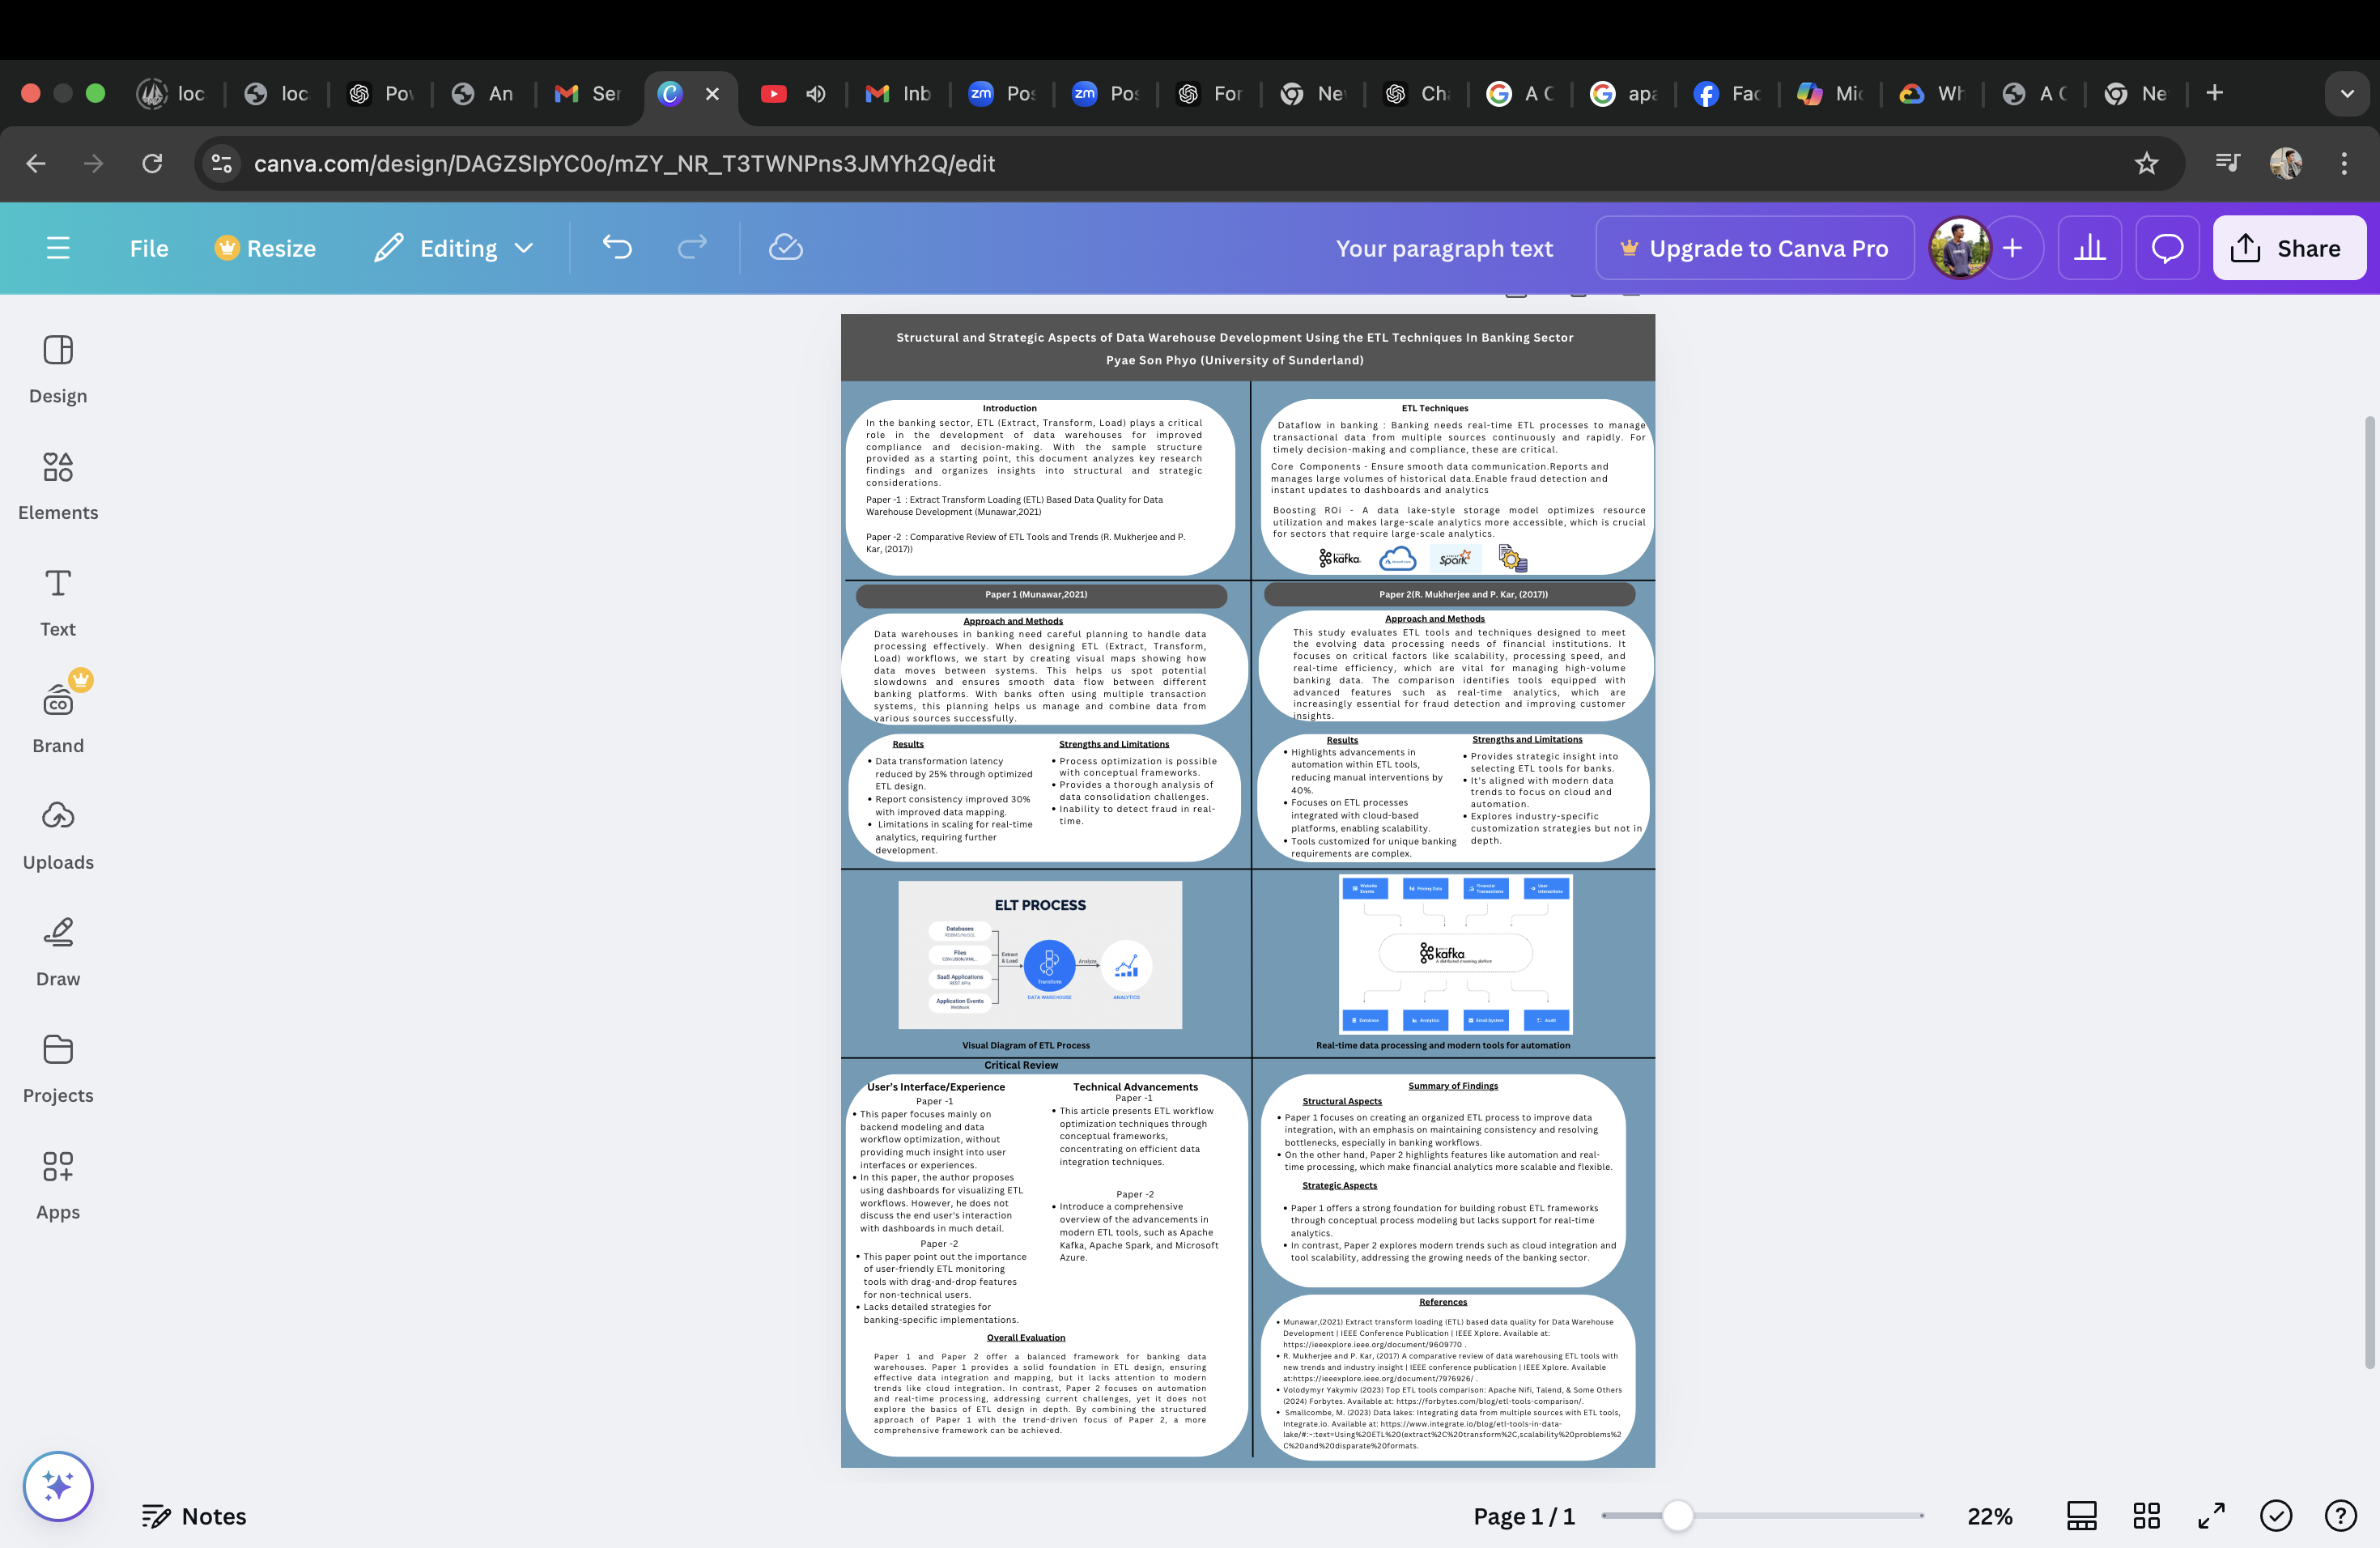 loc
loc
Po
An
Ser
Inb
Pos
Pos
For
Ne
Ch
A C
apa
Fac
Mic
Wh
A C
Ne
canva.com/design/DAGZSIpYC0o/mZY_NR_T3TWNPns3JMYh2Q/edit
File
Resize
Editing
Your paragraph text
Upgrade to Canva Pro
Share
Design
Elements
Text
Brand
Uploads
Draw
Projects
Apps
Structural and Strategic Aspects of Data Warehouse Development Using the ETL Techniques In Banking Sector
Pyae Son Phyo (University of Sunderland)
Introduction
In the banking sector, ETL (Extract, Transform, Load) plays a critical
role in the development of data warehouses for improved
compliance and decision-making. With the sample structure
provided as a starting point, this document analyzes key research
findings and organizes insights into structural and strategic
considerations.
Paper -1 : Extract Transform Loading (ETL) Based Data Quality for Data
Warehouse Development (Munawar,2021)
Paper -2 : Comparative Review of ETL Tools and Trends (R. Mukherjee and P.
Kar, (2017))
ETL Techniques
Dataflow in banking : Banking needs real-time ETL processes to manage
transactional data from multiple sources continuously and rapidly. For
timely decision-making and compliance, these are critical.
Core Components - Ensure smooth data communication.Reports and
manages large volumes of historical data.Enable fraud detection and
instant updates to dashboards and analytics
Boosting ROi - A data lake-style storage model optimizes resource
utilization and makes large-scale analytics more accessible, which is crucial
for sectors that require large-scale analytics.
kafka
Spark
Paper 1 (Munawar,2021)
Approach and Methods
Data warehouses in banking need careful planning to handle data
processing effectively. When designing ETL (Extract, Transform,
Load) workflows, we start by creating visual maps showing how
data moves between systems. This helps us spot potential
slowdowns and ensures smooth data flow between different
banking platforms. With banks often using multiple transaction
systems, this planning helps us manage and combine data from
various sources successfully.
Results
• Data transformation latency
reduced by 25% through optimized
ETL design.
• Report consistency improved 30%
with improved data mapping.
• Limitations in scaling for real-time
analytics, requiring further
development.
Strengths and Limitations
• Process optimization is possible
with conceptual frameworks.
• Provides a thorough analysis of
data consolidation challenges.
• Inability to detect fraud in real-
time.
Paper 2(R. Mukherjee and P. Kar, (2017))
Approach and Methods
This study evaluates ETL tools and techniques designed to meet
the evolving data processing needs of financial institutions. It
focuses on critical factors like scalability, processing speed, and
real-time efficiency, which are vital for managing high-volume
banking data. The comparison identifies tools equipped with
advanced features such as real-time analytics, which are
increasingly essential for fraud detection and improving customer
insights.
Results
• Highlights advancements in
automation within ETL tools,
reducing manual interventions by
40%.
• Focuses on ETL processes
integrated with cloud-based
platforms, enabling scalability.
• Tools customized for unique banking
requirements are complex.
Strengths and Limitations
• Provides strategic insight into
selecting ETL tools for banks.
• It's aligned with modern data
trends to focus on cloud and
automation.
• Explores industry-specific
customization strategies but not in
depth.
ELT PROCESS
Databases
Files
SaaS Applications
REST APIs
Application Events
Webhook
Extract
& Load
Transform
DATA WAREHOUSE
Analyze
ANALYTICS
Visual Diagram of ETL Process
Website
Events
Pricing Data
Financial
Transactions
User
Interactions
kafka
A distributed streaming platform
Database
Analytics
Email System
Audit
Real-time data processing and modern tools for automation
Critical Review
User's Interface/Experience
Paper -1
• This paper focuses mainly on
backend modeling and data
workflow optimization, without
providing much insight into user
interfaces or experiences.
• In this paper, the author proposes
using dashboards for visualizing ETL
workflows. However, he does not
discuss the end user's interaction
with dashboards in much detail.
Paper -2
• This paper point out the importance
of user-friendly ETL monitoring
tools with drag-and-drop features
for non-technical users.
• Lacks detailed strategies for
banking-specific implementations.
Technical Advancements
Paper -1
• This article presents ETL workflow
optimization techniques through
conceptual frameworks,
concentrating on efficient data
integration techniques.
Paper -2
• Introduce a comprehensive
overview of the advancements in
modern ETL tools, such as Apache
Kafka, Apache Spark, and Microsoft
Azure.
Overall Evaluation
Paper 1 and Paper 2 offer a balanced framework for banking data
warehouses. Paper 1 provides a solid foundation in ETL design, ensuring
effective data integration and mapping, but it lacks attention to modern
trends like cloud integration. In contrast, Paper 2 focuses on automation
and real-time processing, addressing current challenges, yet it does not
explore the basics of ETL design in depth. By combining the structured
approach of Paper 1 with the trend-driven focus of Paper 2, a more
comprehensive framework can be achieved.
Summary of Findings
Structural Aspects
• Paper 1 focuses on creating an organized ETL process to improve data
integration, with an emphasis on maintaining consistency and resolving
bottlenecks, especially in banking workflows.
• On the other hand, Paper 2 highlights features like automation and real-
time processing, which make financial analytics more scalable and flexible.
Strategic Aspects
• Paper 1 offers a strong foundation for building robust ETL frameworks
through conceptual process modeling but lacks support for real-time
analytics.
• In contrast, Paper 2 explores modern trends such as cloud integration and
tool scalability, addressing the growing needs of the banking sector.
References
• Munawar,(2021) Extract transform loading (ETL) based data quality for Data Warehouse
Development | IEEE Conference Publication | IEEE Xplore. Available at:
https://ieeexplore.ieee.org/document/9609770 .
• R. Mukherjee and P. Kar, (2017) A comparative review of data warehousing ETL tools with
new trends and industry insight | IEEE conference publication | IEEE Xplore. Available
at:https://ieeexplore.ieee.org/document/7976926/ .
• Volodymyr Yakymiv (2023) Top ETL tools comparison: Apache Nifi, Talend, & Some Others
(2024) Forbytes. Available at: https://forbytes.com/blog/etl-tools-comparison/.
• Smallcombe, M. (2023) Data lakes: Integrating data from multiple sources with ETL tools,
Integrate.io. Available at: https://www.integrate.io/blog/etl-tools-in-data-
lake/#:~:text=Using%20ETL%20(extract%2C%20transform%2C,scalability%20problems%2
C%20and%20disparate%20formats.
Notes
Page 1 / 1
22%